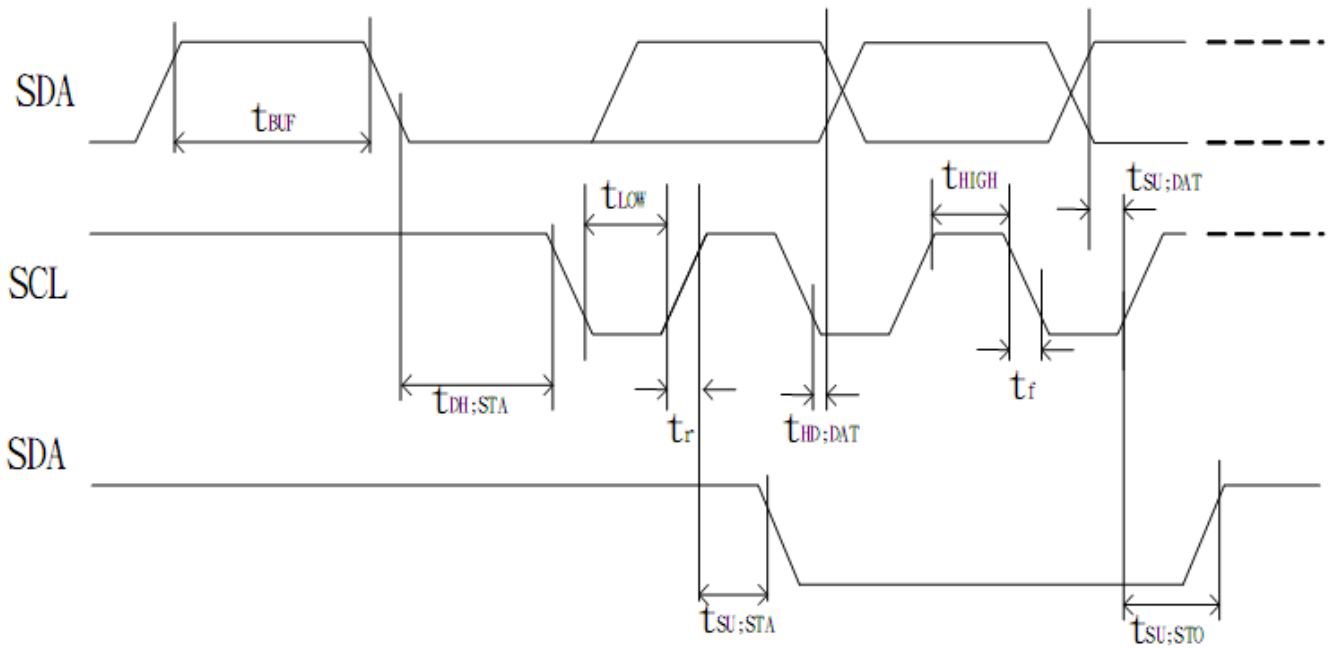 SDA
tBUF
tLOW
tHIGH
tSU;DAT
SCL
tDH;STA
tr
tHD;DAT
tf
SDA
tSU;STA
tSU;STO